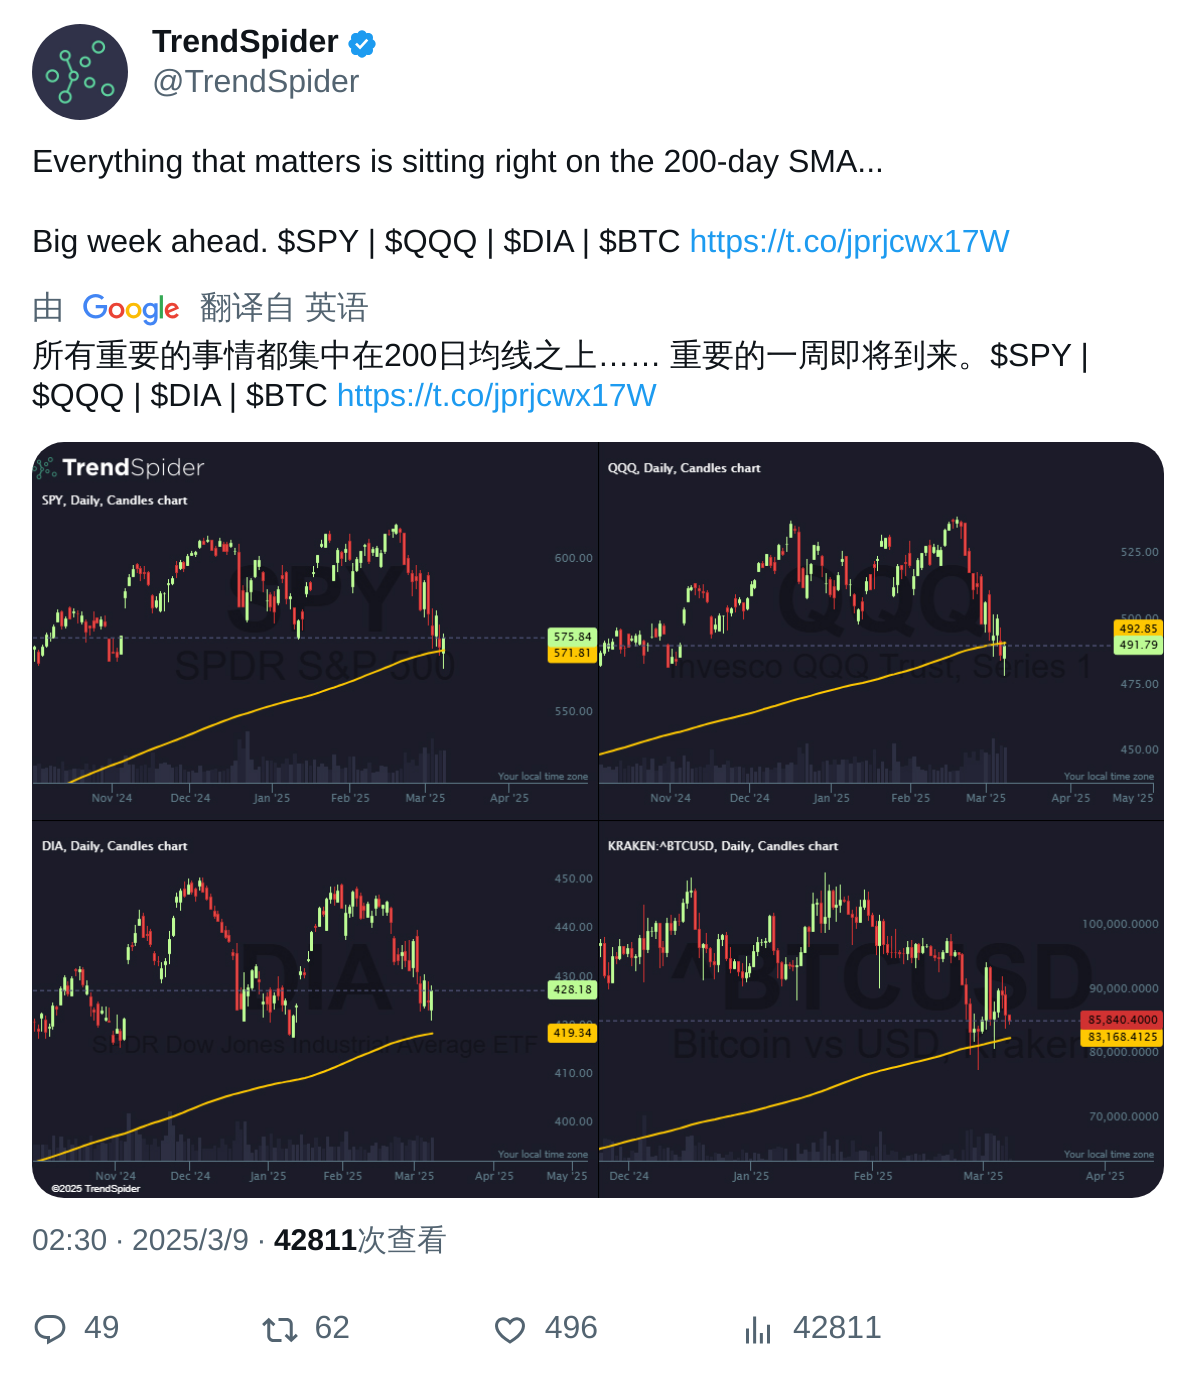 TrendSpider
@TrendSpider
Everything that matters is sitting right on the 200-day SMA...
Big week ahead. $SPY | $QQQ | $DIA | $BTC https://t.co/jprjcwx17W
由 Google 翻译自 英语
所有重要的事情都集中在200日均线之上…… 重要的一周即将到来。$SPY |
$QQQ | $DIA | $BTC https://t.co/jprjcwx17W
TrendSpider
SPY, Daily, Candles chart
SPY
SPDR S&P 500
600.00
575.84
571.81
550.00
Your local time zone
Nov '24 Dec '24 Jan '25 Feb '25 Mar '25 Apr '25
QQQ, Daily, Candles chart
QQQ
Invesco QQQ Trust, Series 1
525.00
500.00
492.85
491.79
475.00
450.00
Your local time zone
Nov '24 Dec '24 Jan '25 Feb '25 Mar '25 Apr '25 May '25
DIA, Daily, Candles chart
DIA
SPDR Dow Jones Industrial Average ETF
450.00
440.00
430.00
428.18
420.00
419.34
410.00
400.00
Your local time zone
Nov '24 Dec '24 Jan '25 Feb '25 Mar '25 Apr '25 May '25
©2025 TrendSpider
KRAKEN:^BTCUSD, Daily, Candles chart
^BTCUSD
Bitcoin vs USD, Kraken
100,000.0000
90,000.0000
85,840.4000
83,168.4125
80,000.0000
70,000.0000
Your local time zone
Dec '24 Jan '25 Feb '25 Mar '25 Apr '25
02:30 · 2025/3/9 · 42811次查看
49 62 496 42811